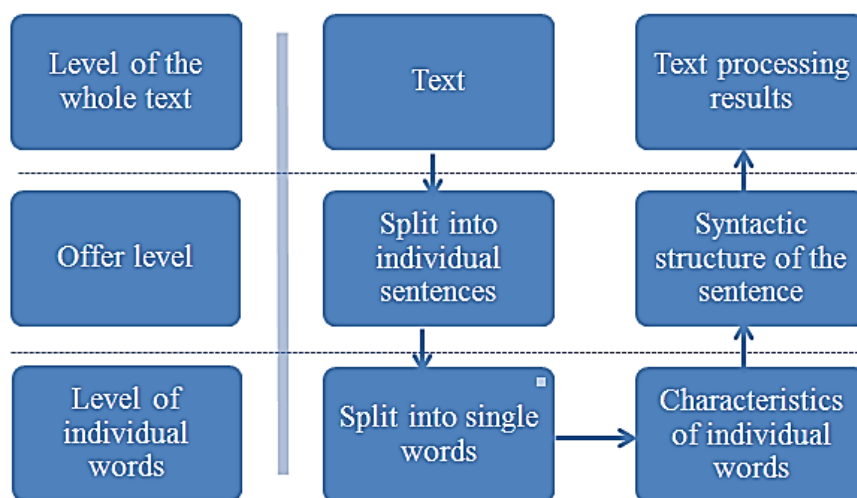 Level of the
whole text
Text
Text processing
results
Offer level
Split into
individual
sentences
Syntactic
structure of the
sentence
Level of
individual
words
Split into single
words
Characteristics
of individual
words